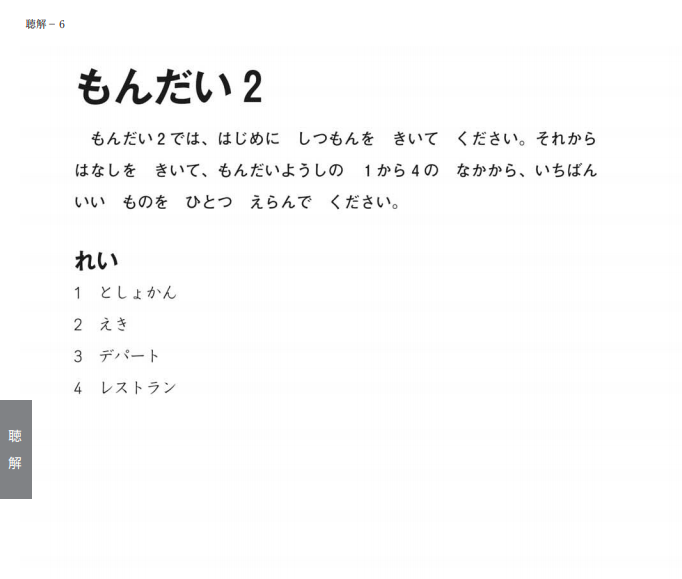 聴解 － 6
もんだい 2
もんだい 2 では、はじめに　しつもんを　きいて　ください。それから
はなしを　きいて、もんだいようしの　1 から 4 の　なかから、いちばん
いい　ものを　ひとつ　えらんで　ください。
れい
1　としょかん
2　えき
3　デパート
4　レストラン
聴
解